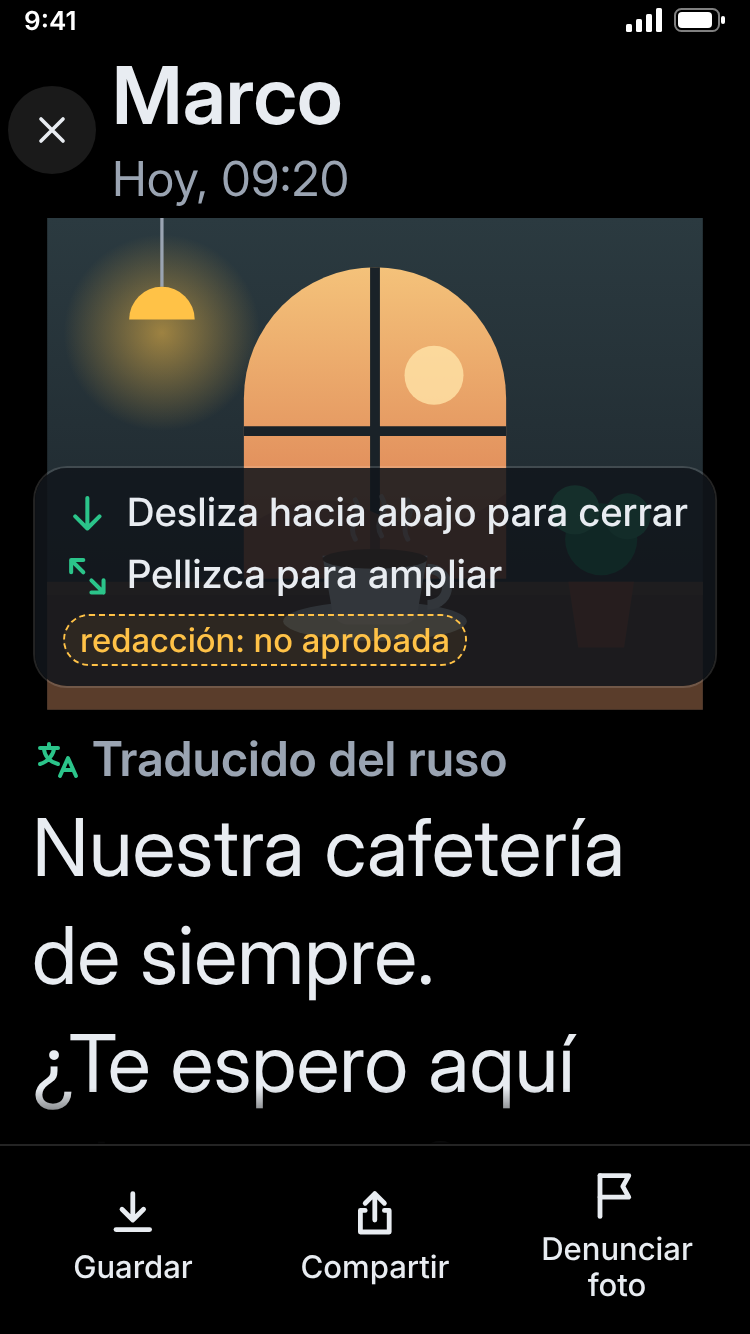 9:41
Marco
Hoy, 09:20
Desliza hacia abajo para cerrar
Pellizca para ampliar
redacción: no aprobada
Traducido del ruso
Nuestra cafetería
de siempre.
¿Te espero aquí
Guardar
Compartir
Denunciar
foto